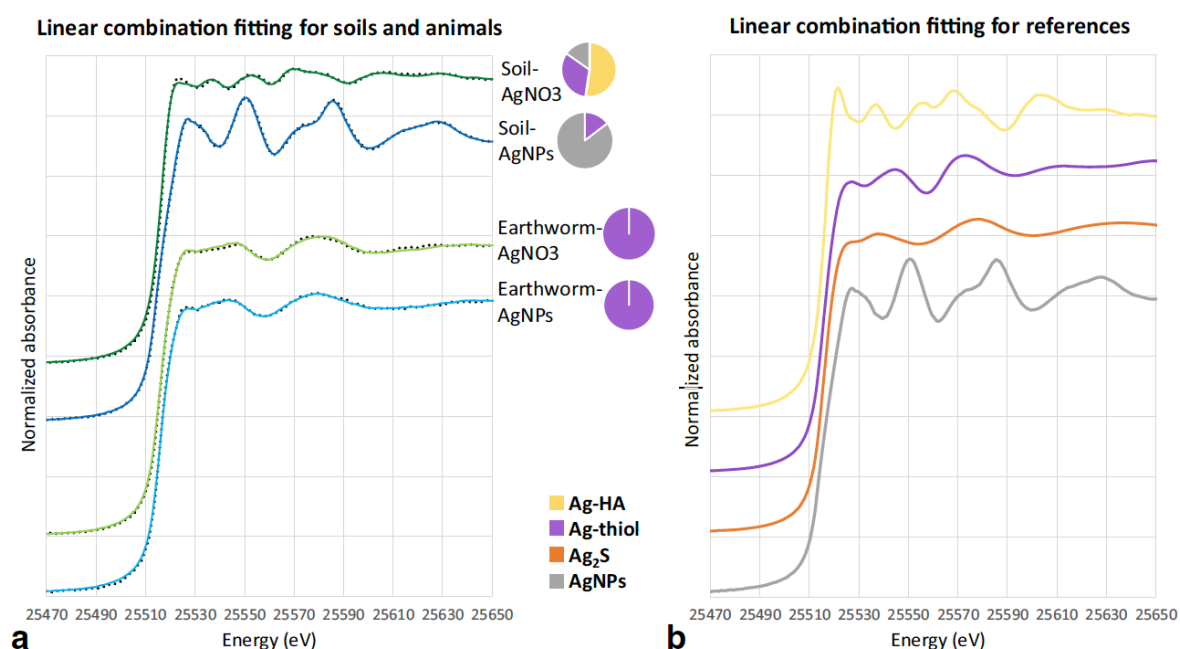 Linear combination fitting for soils and animals
Soil-
AgNO3
Soil-
AgNPs
Earthworm-
AgNO3
Earthworm-
AgNPs
Normalized absorbance
Ag-HA
Ag-thiol
Ag₂S
AgNPs
25470 25490 25510 25530 25550 25570 25590 25610 25630 25650
Energy (eV)
a
Linear combination fitting for references
Normalized absorbance
25470 25490 25510 25530 25550 25570 25590 25610 25630 25650
Energy (eV)
b